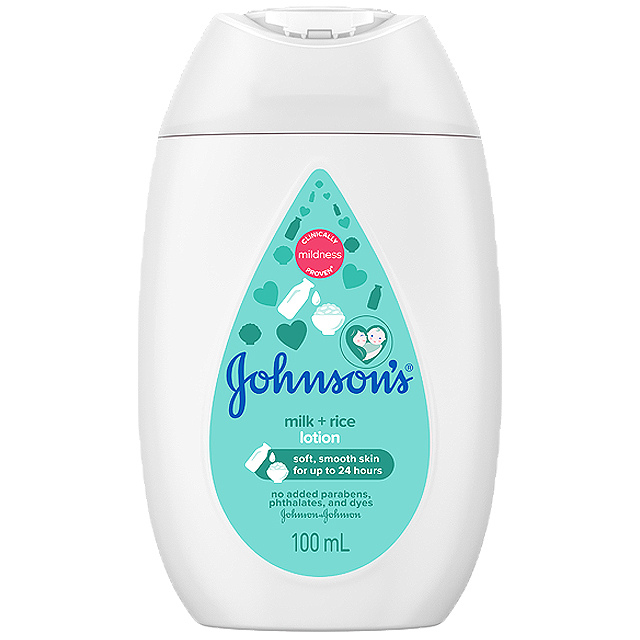 CLINICALLY
mildness
PROVEN*
Johnson's®
milk + rice
lotion
soft, smooth skin
for up to 24 hours
no added parabens,
phthalates, and dyes
Johnson & Johnson
100 mL